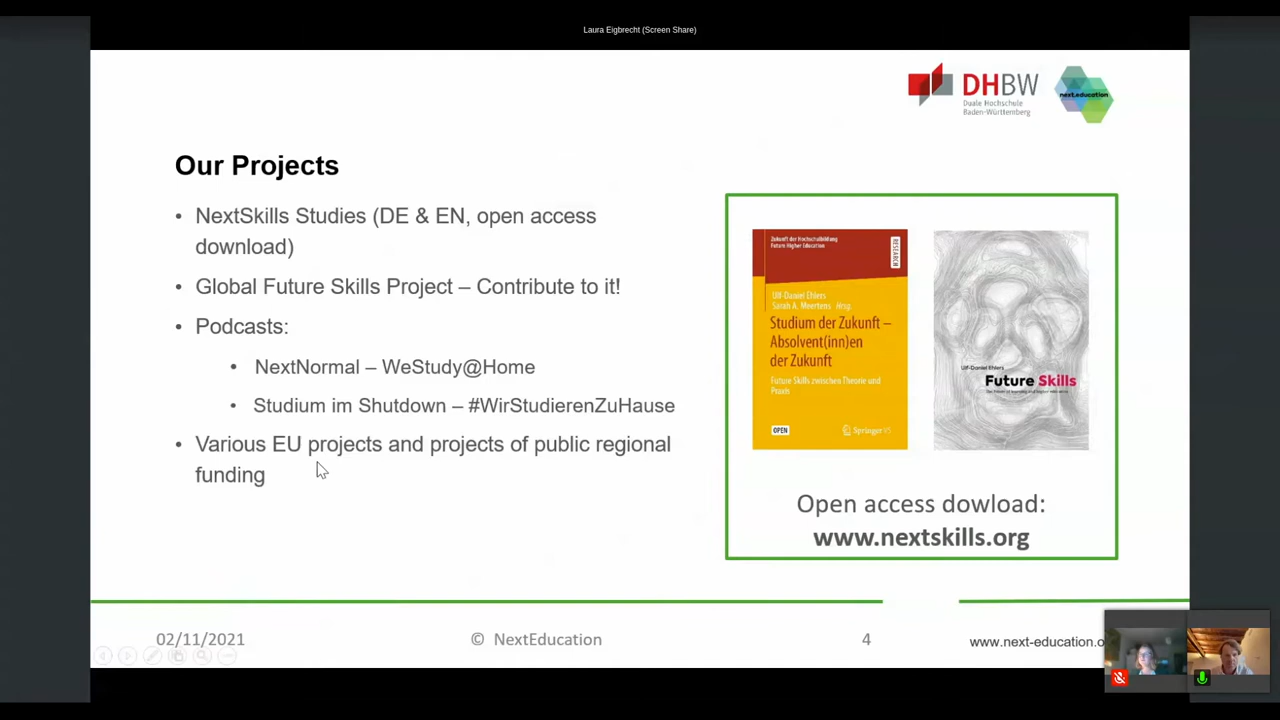 Laura Eigbrecht (Screen Share)
DHBW
Duale Hochschule
Baden-Württemberg
next.education
Our Projects
• NextSkills Studies (DE & EN, open access
download)
• Global Future Skills Project – Contribute to it!
• Podcasts:
• NextNormal – WeStudy@Home
• Studium im Shutdown – #WirStudierenZuHause
• Various EU projects and projects of public regional
funding
Zukunft der Hochschulbildung
Future Higher Education
RESEARCH
Ulf-Daniel Ehlers
Sarah A. Meertens Hrsg.
Studium der Zukunft –
Absolvent(inn)en
der Zukunft
Future Skills zwischen Theorie und
Praxis
OPEN
Springer VS
Ulf-Daniel Ehlers
Future Skills
Open access dowload:
www.nextskills.org
02/11/2021
© NextEducation
4
www.next-education.o